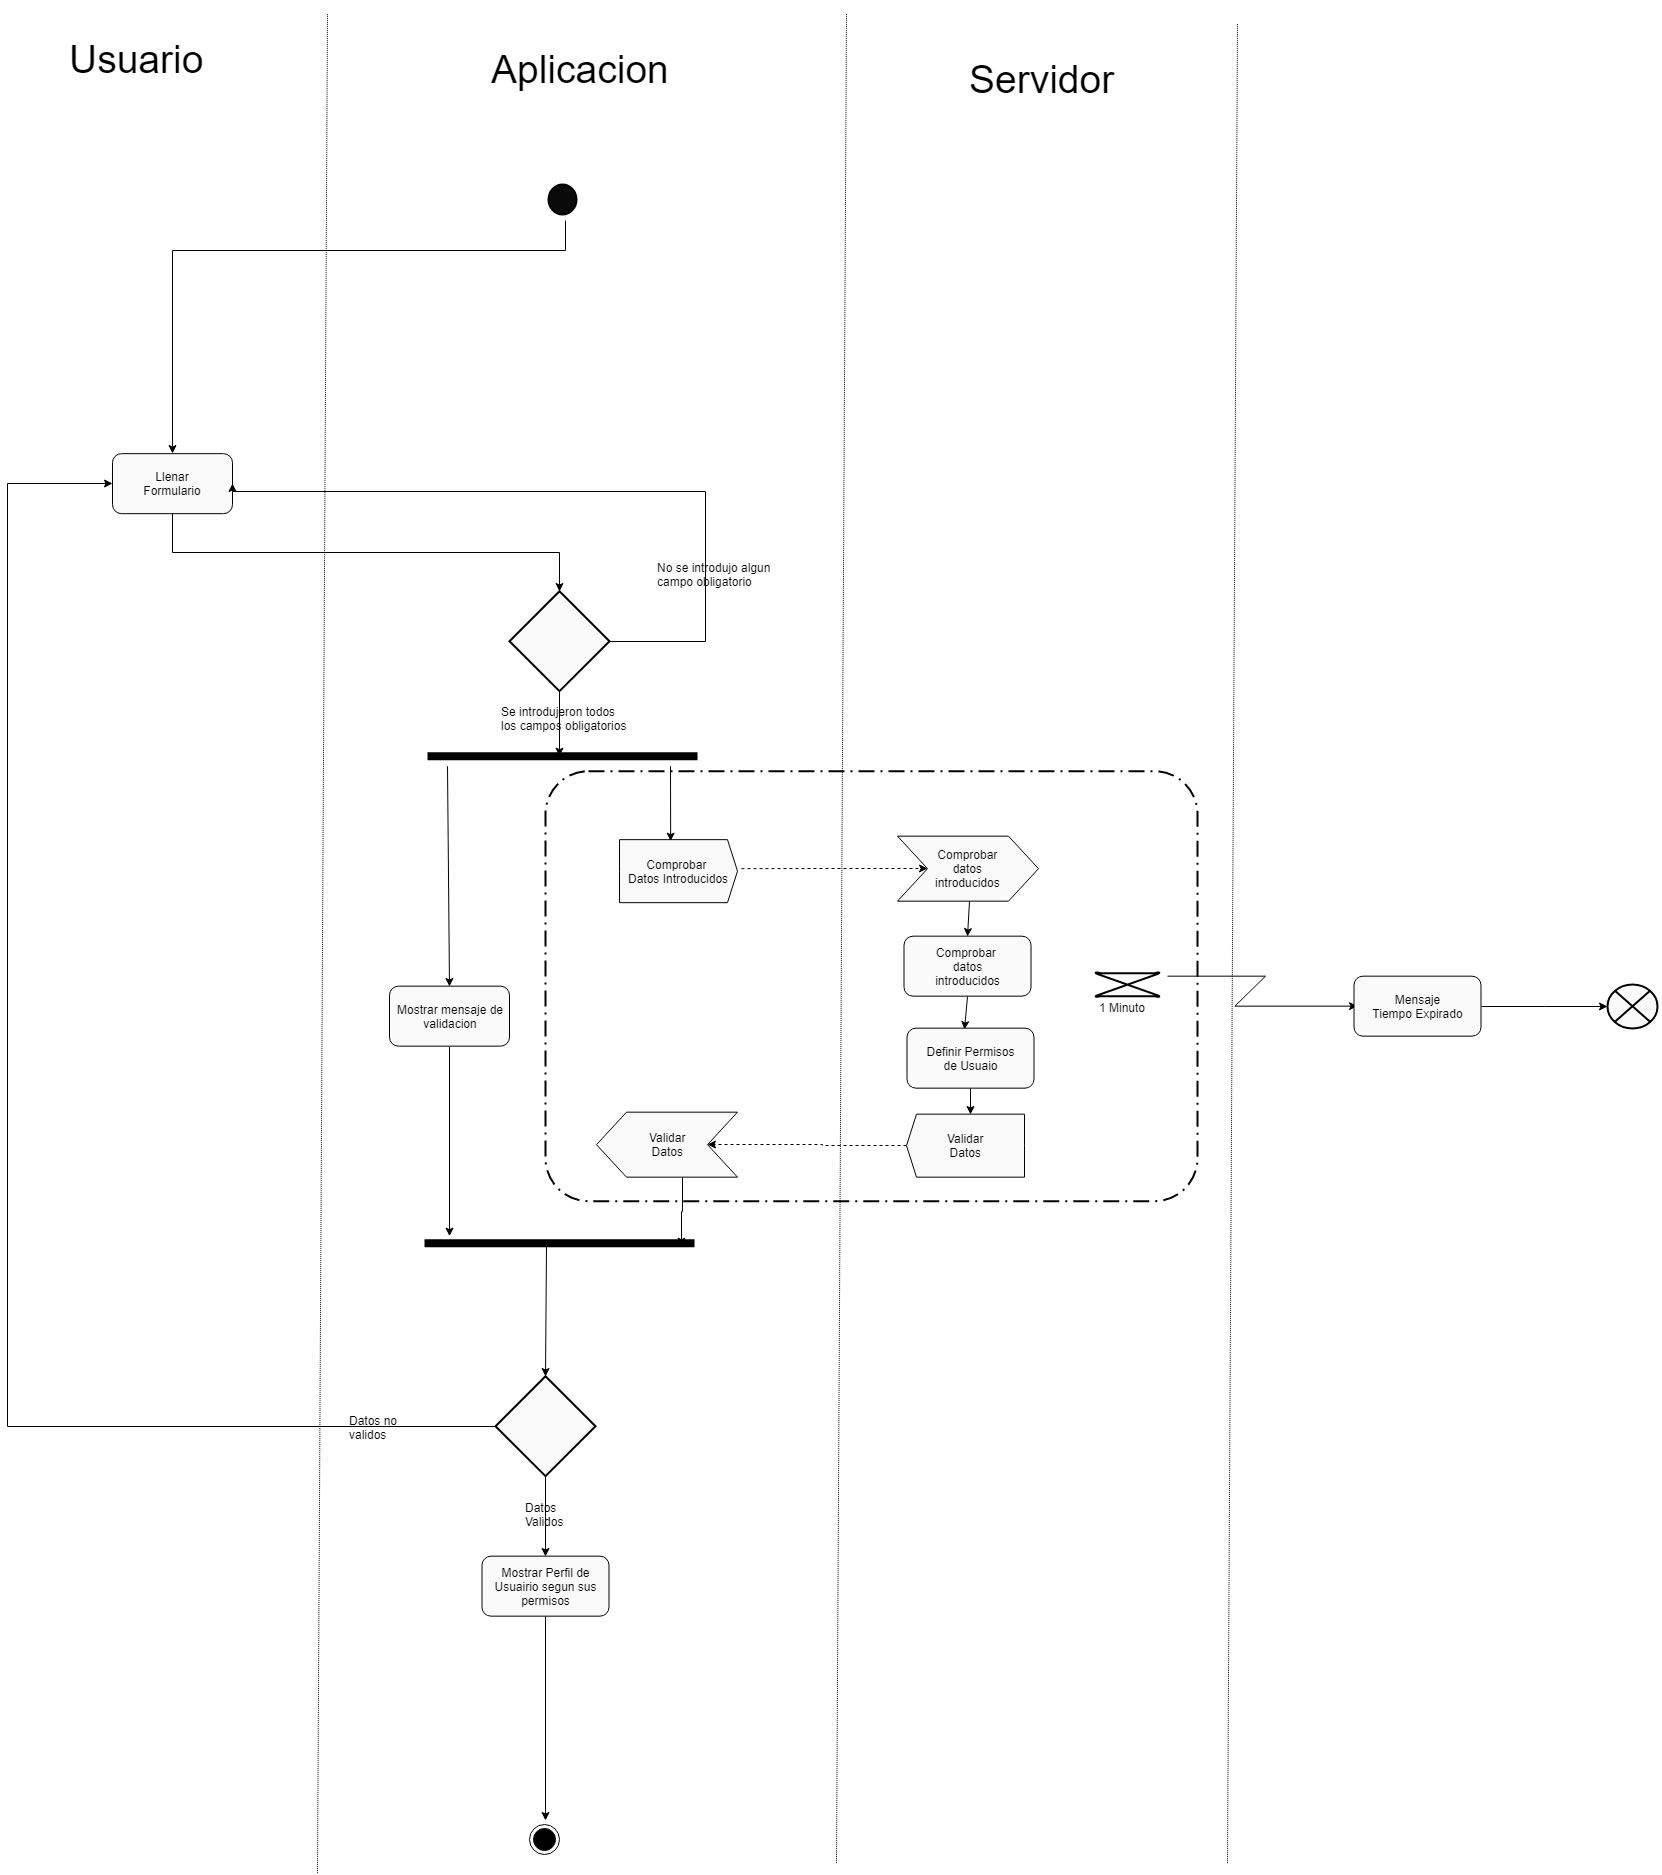 Usuario
Aplicacion
Servidor
Llenar
Formulario
No se introdujo algun
campo obligatorio
Se introdujeron todos
los campos obligatorios
Comprobar
Datos Introducidos
Comprobar
datos
introducidos
Comprobar
datos
introducidos
1 Minuto
Mensaje
Tiempo Expirado
Mostrar mensaje de
validacion
Definir Permisos
de Usuaio
Validar
Datos
Validar
Datos
Datos no
validos
Datos
Validos
Mostrar Perfil de
Usuairio segun sus
permisos